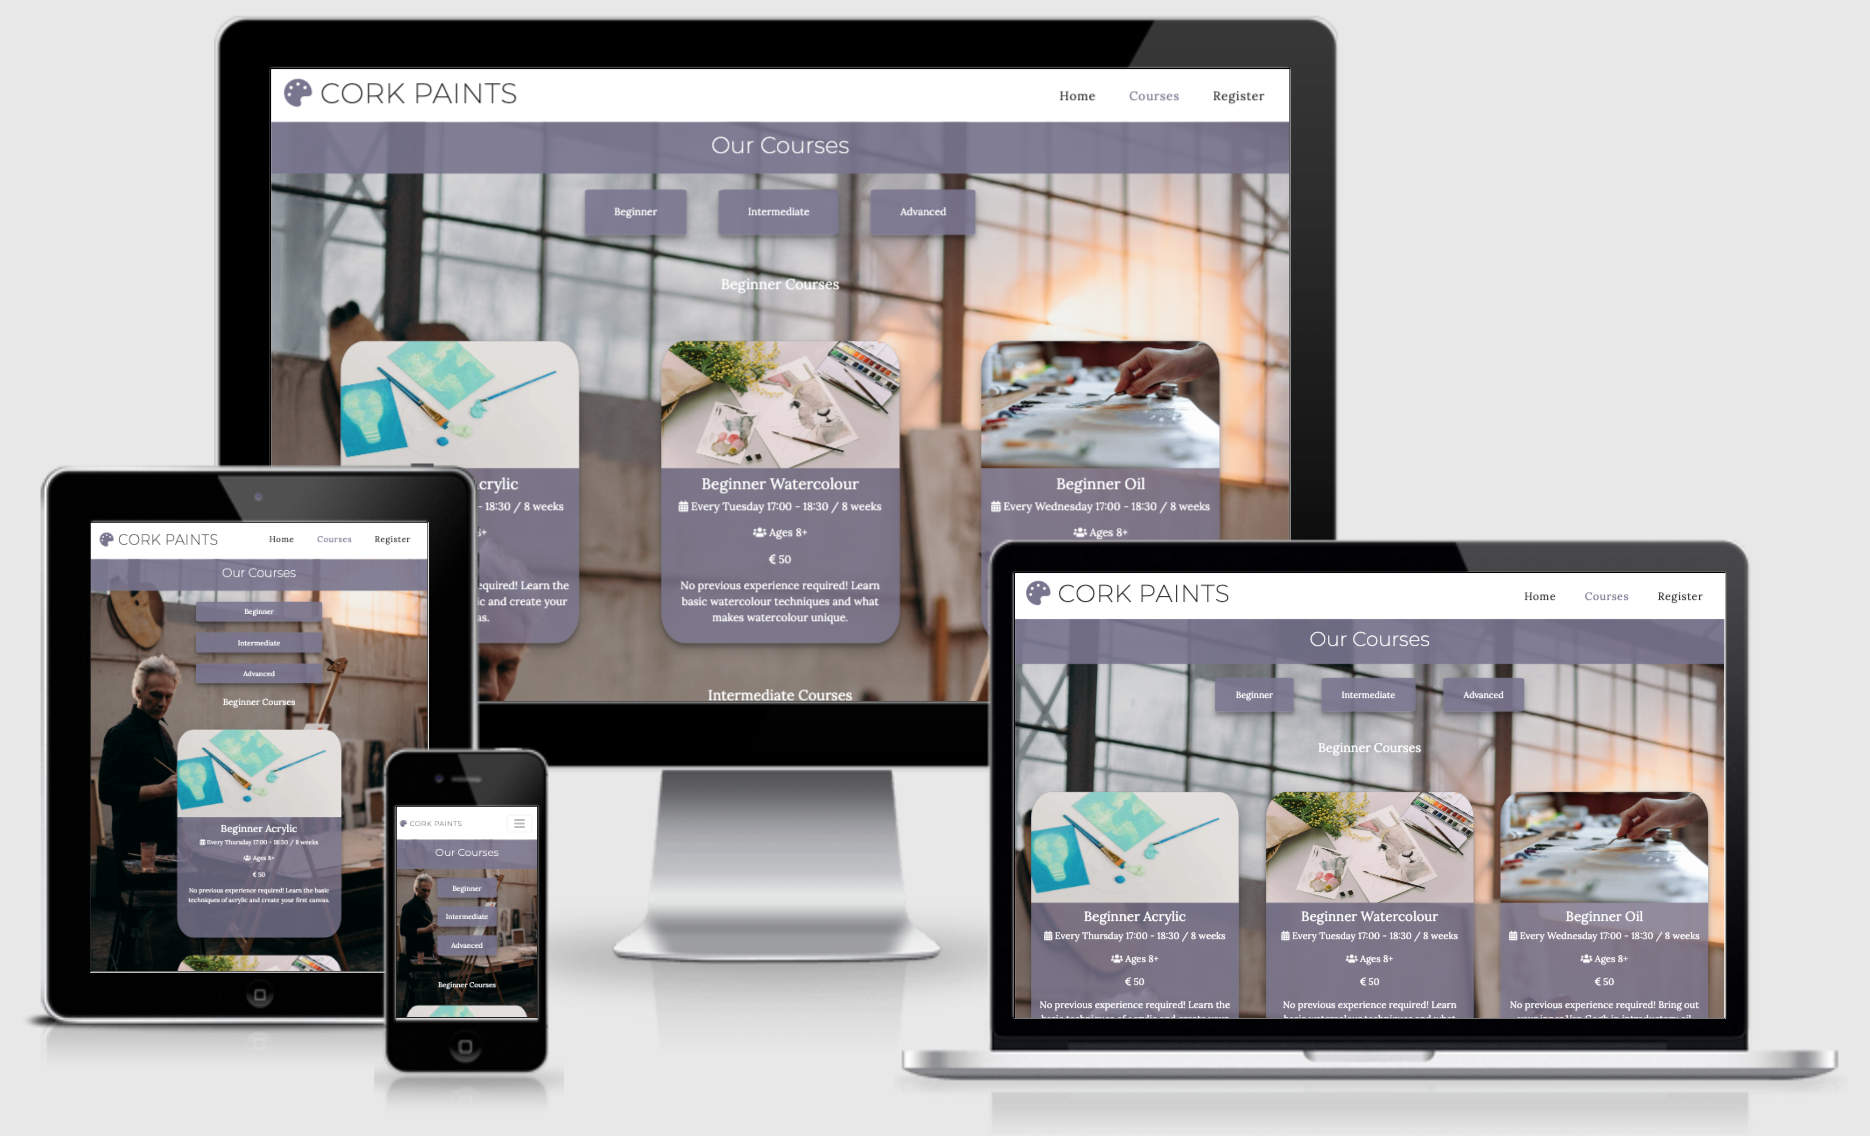 CORK PAINTS
Home Courses Register
Our Courses
Beginner Intermediate Advanced
Beginner Courses
crylic
- 18:30 / 8 weeks
equired! Learn the
ic and create your
as.
Beginner Watercolour
Every Tuesday 17:00 - 18:30 / 8 weeks
Ages 8+
€ 50
No previous experience required! Learn
basic watercolour techniques and what
makes watercolour unique.
Beginner Oil
Every Wednesday 17:00 - 18:30 / 8 weeks
Ages 8+
Intermediate Courses
CORK PAINTS
Home Courses Register
Our Courses
Beginner
Intermediate
Advanced
Beginner Courses
Beginner Acrylic
Every Thursday 17:00 - 18:30 / 8 weeks
Ages 8+
€ 50
No previous experience required! Learn the basic
techniques of acrylic and create your first canvas.
CORK PAINTS
Our Courses
Beginner
Intermediate
Advanced
Beginner Courses
CORK PAINTS
Home Courses Register
Our Courses
Beginner Intermediate Advanced
Beginner Courses
Beginner Acrylic
Every Thursday 17:00 - 18:30 / 8 weeks
Ages 8+
€ 50
No previous experience required! Learn the
Beginner Watercolour
Every Tuesday 17:00 - 18:30 / 8 weeks
Ages 8+
€ 50
No previous experience required! Learn
Beginner Oil
Every Wednesday 17:00 - 18:30 / 8 weeks
Ages 8+
€ 50
No previous experience required! Bring out